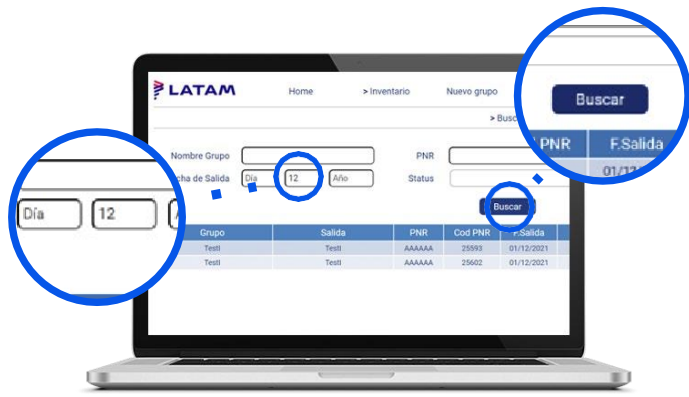 LATAM
Home > Inventario Nuevo grupo
> Busc
Nombre Grupo PNR
cha de Salida Día 12 Año Status
Buscar
Grupo Salida PNR Cod PNR F.Salida
Testl Testl AAAAAA 25593 01/12/2021
Testl Testl AAAAAA 25602 01/12/2021
Día 12
Buscar
PNR F.Salida
01/12